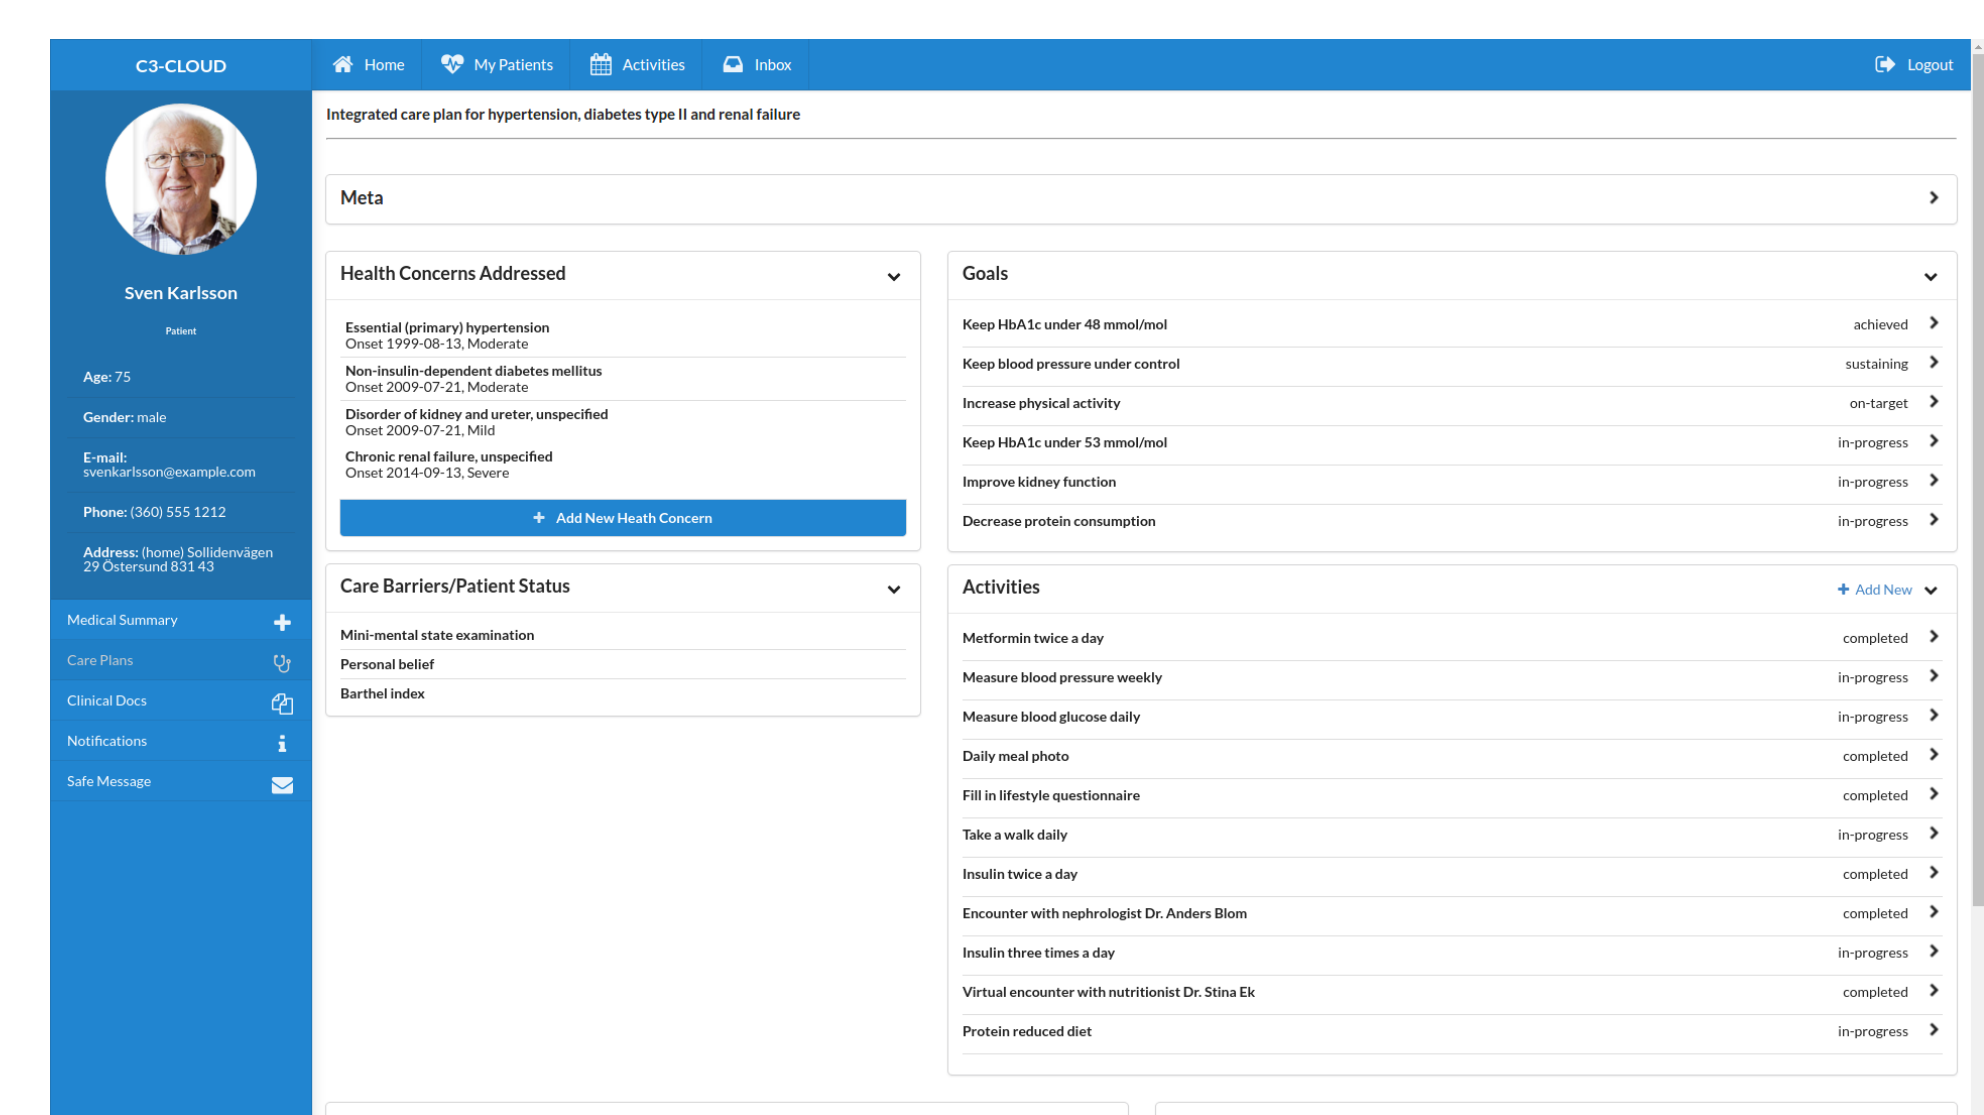 C3-CLOUD
Home
My Patients
Activities
Inbox
Logout
Sven Karlsson
Patient
Age: 75
Gender: male
E-mail:
svenkarlsson@example.com
Phone: (360) 555 1212
Address: (home) Sollidenvägen
29 Östersund 831 43
Medical Summary
Care Plans
Clinical Docs
Notifications
Safe Message
Integrated care plan for hypertension, diabetes type II and renal failure
Meta
Health Concerns Addressed
Essential (primary) hypertension
Onset 1999-08-13, Moderate
Non-insulin-dependent diabetes mellitus
Onset 2009-07-21, Moderate
Disorder of kidney and ureter, unspecified
Onset 2009-07-21, Mild
Chronic renal failure, unspecified
Onset 2014-09-13, Severe
+ Add New Heath Concern
Care Barriers/Patient Status
Mini-mental state examination
Personal belief
Barthel index
Goals
Keep HbA1c under 48 mmol/mol achieved
Keep blood pressure under control sustaining
Increase physical activity on-target
Keep HbA1c under 53 mmol/mol in-progress
Improve kidney function in-progress
Decrease protein consumption in-progress
Activities + Add New
Metformin twice a day completed
Measure blood pressure weekly in-progress
Measure blood glucose daily in-progress
Daily meal photo completed
Fill in lifestyle questionnaire completed
Take a walk daily in-progress
Insulin twice a day completed
Encounter with nephrologist Dr. Anders Blom completed
Insulin three times a day in-progress
Virtual encounter with nutritionist Dr. Stina Ek completed
Protein reduced diet in-progress